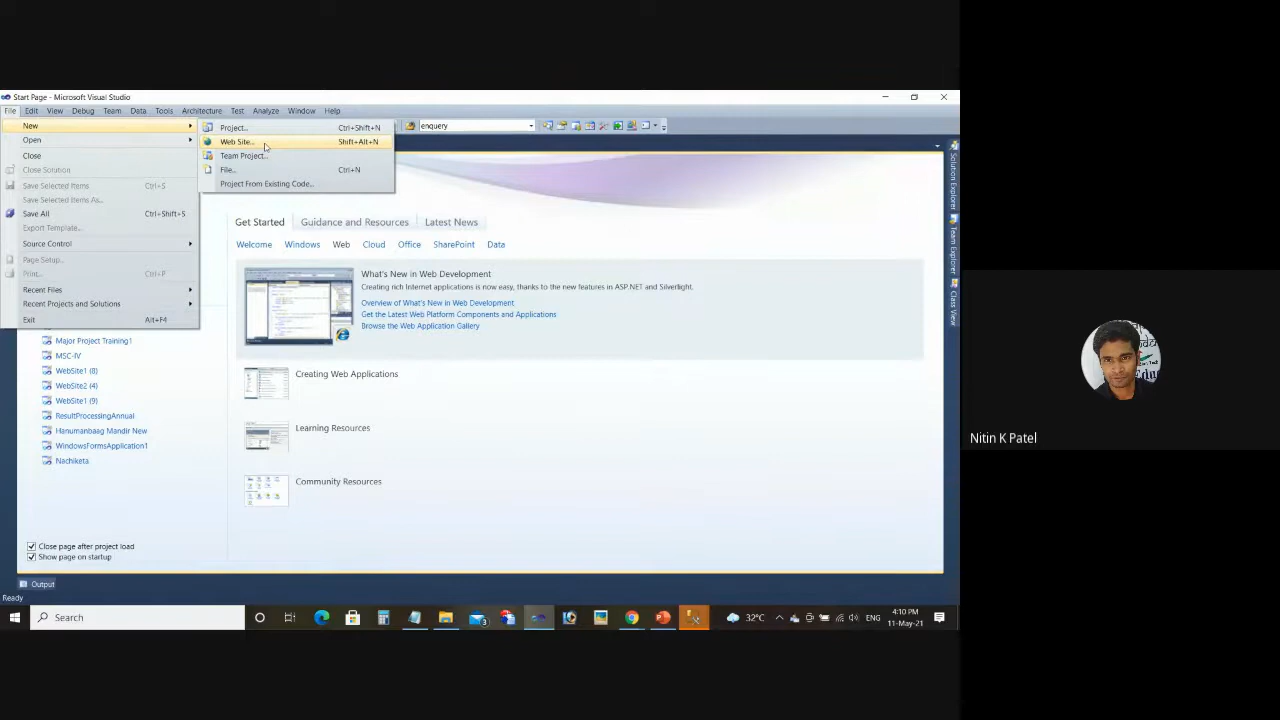 Start Page - Microsoft Visual Studio
File Edit View Debug Team Data Tools Architecture Test Analyze Window Help
New
Open
Close
Close Solution
Save Selected Items Ctrl+S
Save Selected Items As...
Save All Ctrl+Shift+S
Export Template...
Source Control
Page Setup...
Print... Ctrl+P
Recent Files
Recent Projects and Solutions
Exit Alt+F4
Project... Ctrl+Shift+N
Web Site... Shift+Alt+N
Team Project...
File... Ctrl+N
Project From Existing Code...
enquery
Get Started Guidance and Resources Latest News
Welcome Windows Web Cloud Office SharePoint Data
What's New in Web Development
Creating rich Internet applications is now easy, thanks to the new features in ASP.NET and Silverlight.
Overview of What's New in Web Development
Get the Latest Web Platform Components and Applications
Browse the Web Application Gallery
Creating Web Applications
Learning Resources
Community Resources
Major Project Training1
MSC-IV
WebSite1 (8)
WebSite2 (4)
WebSite1 (9)
ResultProcessingAnnual
Hanumanbaag Mandir New
WindowsFormsApplication1
Nachiketa
Close page after project load
Show page on startup
Solution Explorer
Team Explorer
Class View
Output
Ready
Search
3
32°C
ENG
4:10 PM
11-May-21
Nitin K Patel